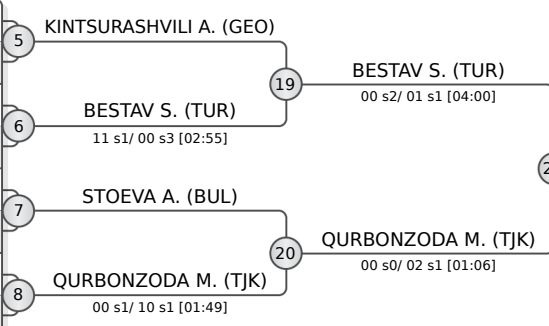 KINTSURASHVILI A. (GEO)
5
19
BESTAV S. (TUR)
00 s2/ 01 s1 [04:00]
BESTAV S. (TUR)
6
11 s1/ 00 s3 [02:55]
STOEVA A. (BUL)
7
20
QURBONZODA M. (TJK)
00 s0/ 02 s1 [01:06]
QURBONZODA M. (TJK)
8
00 s1/ 10 s1 [01:49]